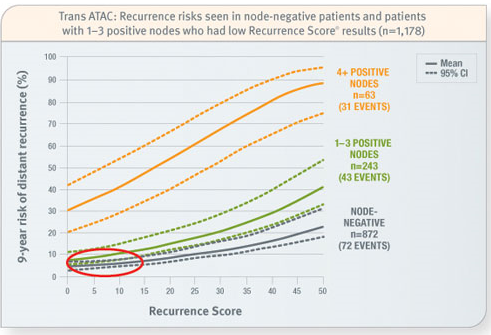 Trans ATAC: Recurrence risks seen in node-negative patients and patients
with 1–3 positive nodes who had low Recurrence Score® results (n=1,178)
9-year risk of distant recurrence (%)
100
90
80
70
60
50
40
30
20
10
0
0 5 10 15 20 25 30 35 40 45 50
Recurrence Score
Mean
95% CI
4+ POSITIVE
NODES
n=63
(31 EVENTS)
1–3 POSITIVE
NODES
n=243
(43 EVENTS)
NODE-
NEGATIVE
n=872
(72 EVENTS)